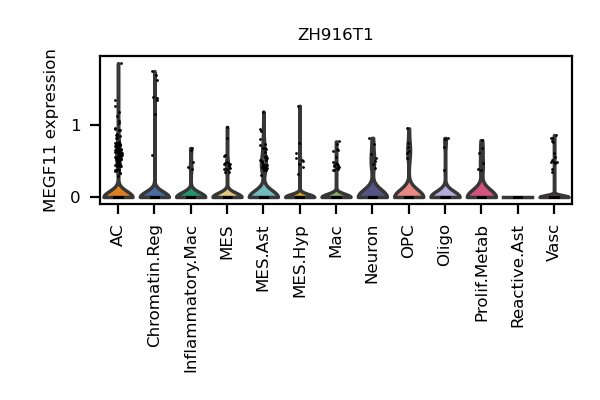 ZH916T1
MEGF11 expression
1
0
AC
Chromatin.Reg
Inflammatory.Mac
MES
MES.Ast
MES.Hyp
Mac
Neuron
OPC
Oligo
Prolif.Metab
Reactive.Ast
Vasc